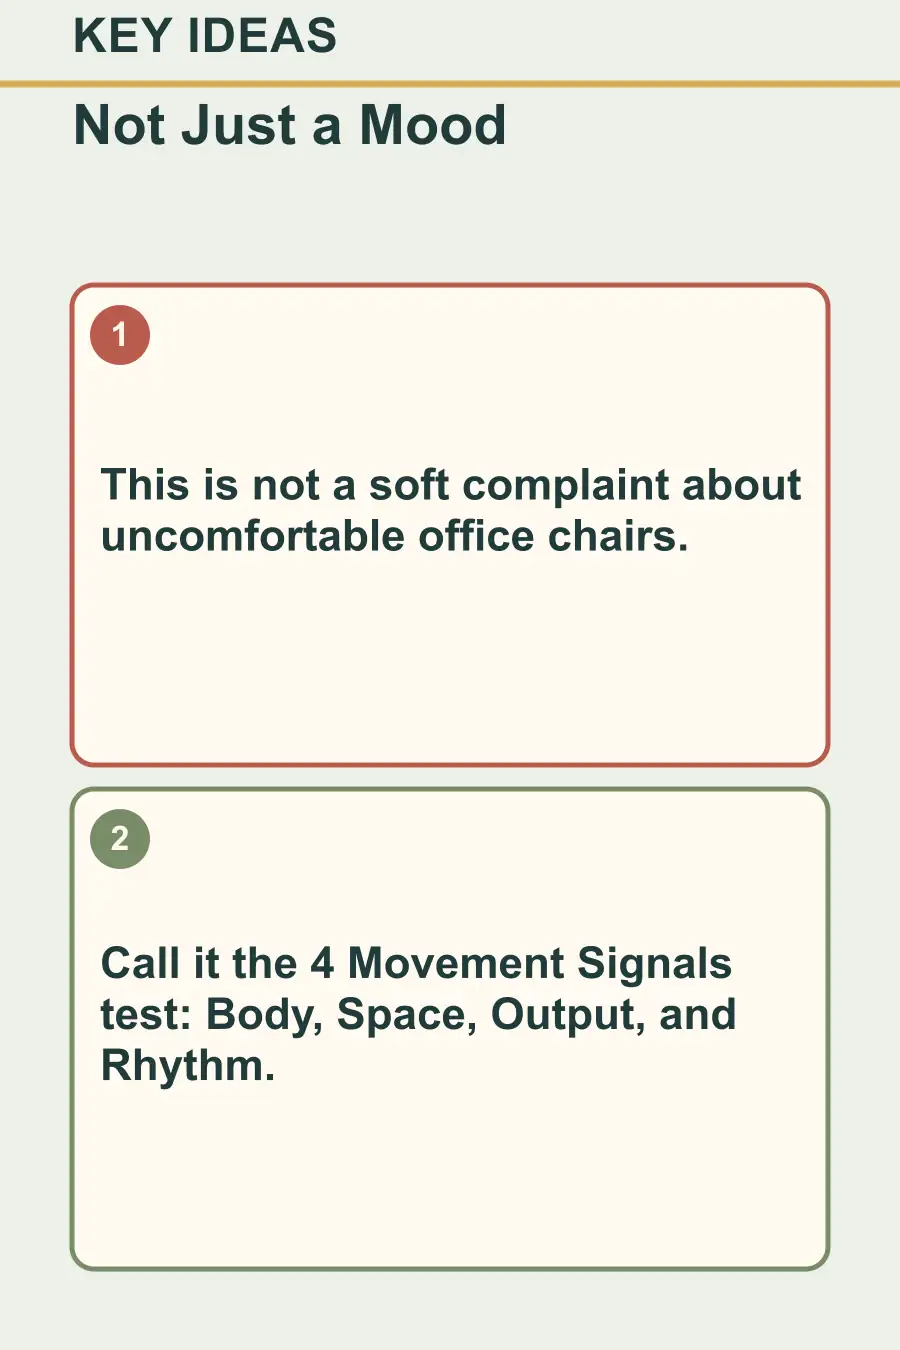 KEY IDEAS
Not Just a Mood
1
This is not a soft complaint about
uncomfortable office chairs.
2
Call it the 4 Movement Signals
test: Body, Space, Output, and
Rhythm.